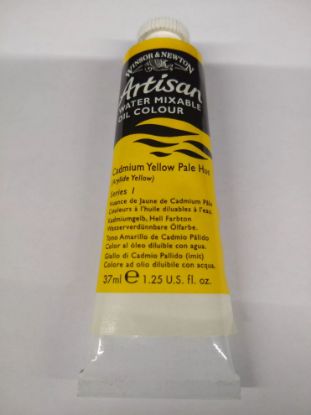 WINSOR & NEWTON
Artisan
WATER MIXABLE
OIL COLOUR
Cadmium Yellow Pale Hue
(Arylide Yellow)
Series 1
Nuance de Jaune de Cadmium Pâle
Couleurs à l'huile diluables à l'eau.
Kadmiumgelb, Hell Farbton
Wasserverdünnbare Ölfarbe.
Tono Amarillo de Cadmio Pálido
Color al óleo diluible con agua.
Giallo di Cadmio Pallido (imit)
Colore ad olio diluibile con acqua.
37ml e 1.25 U.S. fl. oz.